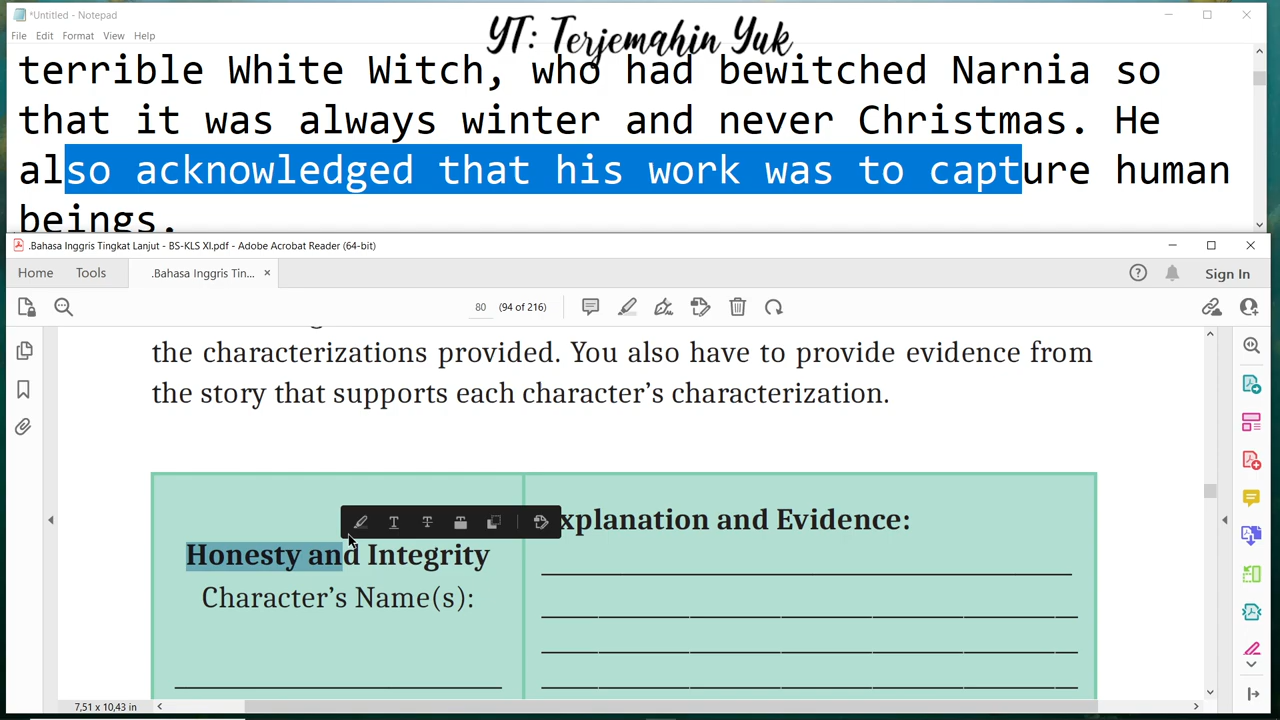 *Untitled - Notepad
YT: Terjemahin Yuk
File Edit Format View Help
terrible White Witch, who had bewitched Narnia so
that it was always winter and never Christmas. He
also acknowledged that his work was to capture human
beings.
.Bahasa Inggris Tingkat Lanjut - BS-KLS XI.pdf - Adobe Acrobat Reader (64-bit)
Home Tools .Bahasa Inggris Tin... × Sign In
80 (94 of 216)
the characterizations provided. You also have to provide evidence from
the story that supports each character's characterization.
xplanation and Evidence:
Honesty and Integrity
Character's Name(s):
7,51 x 10,43 in